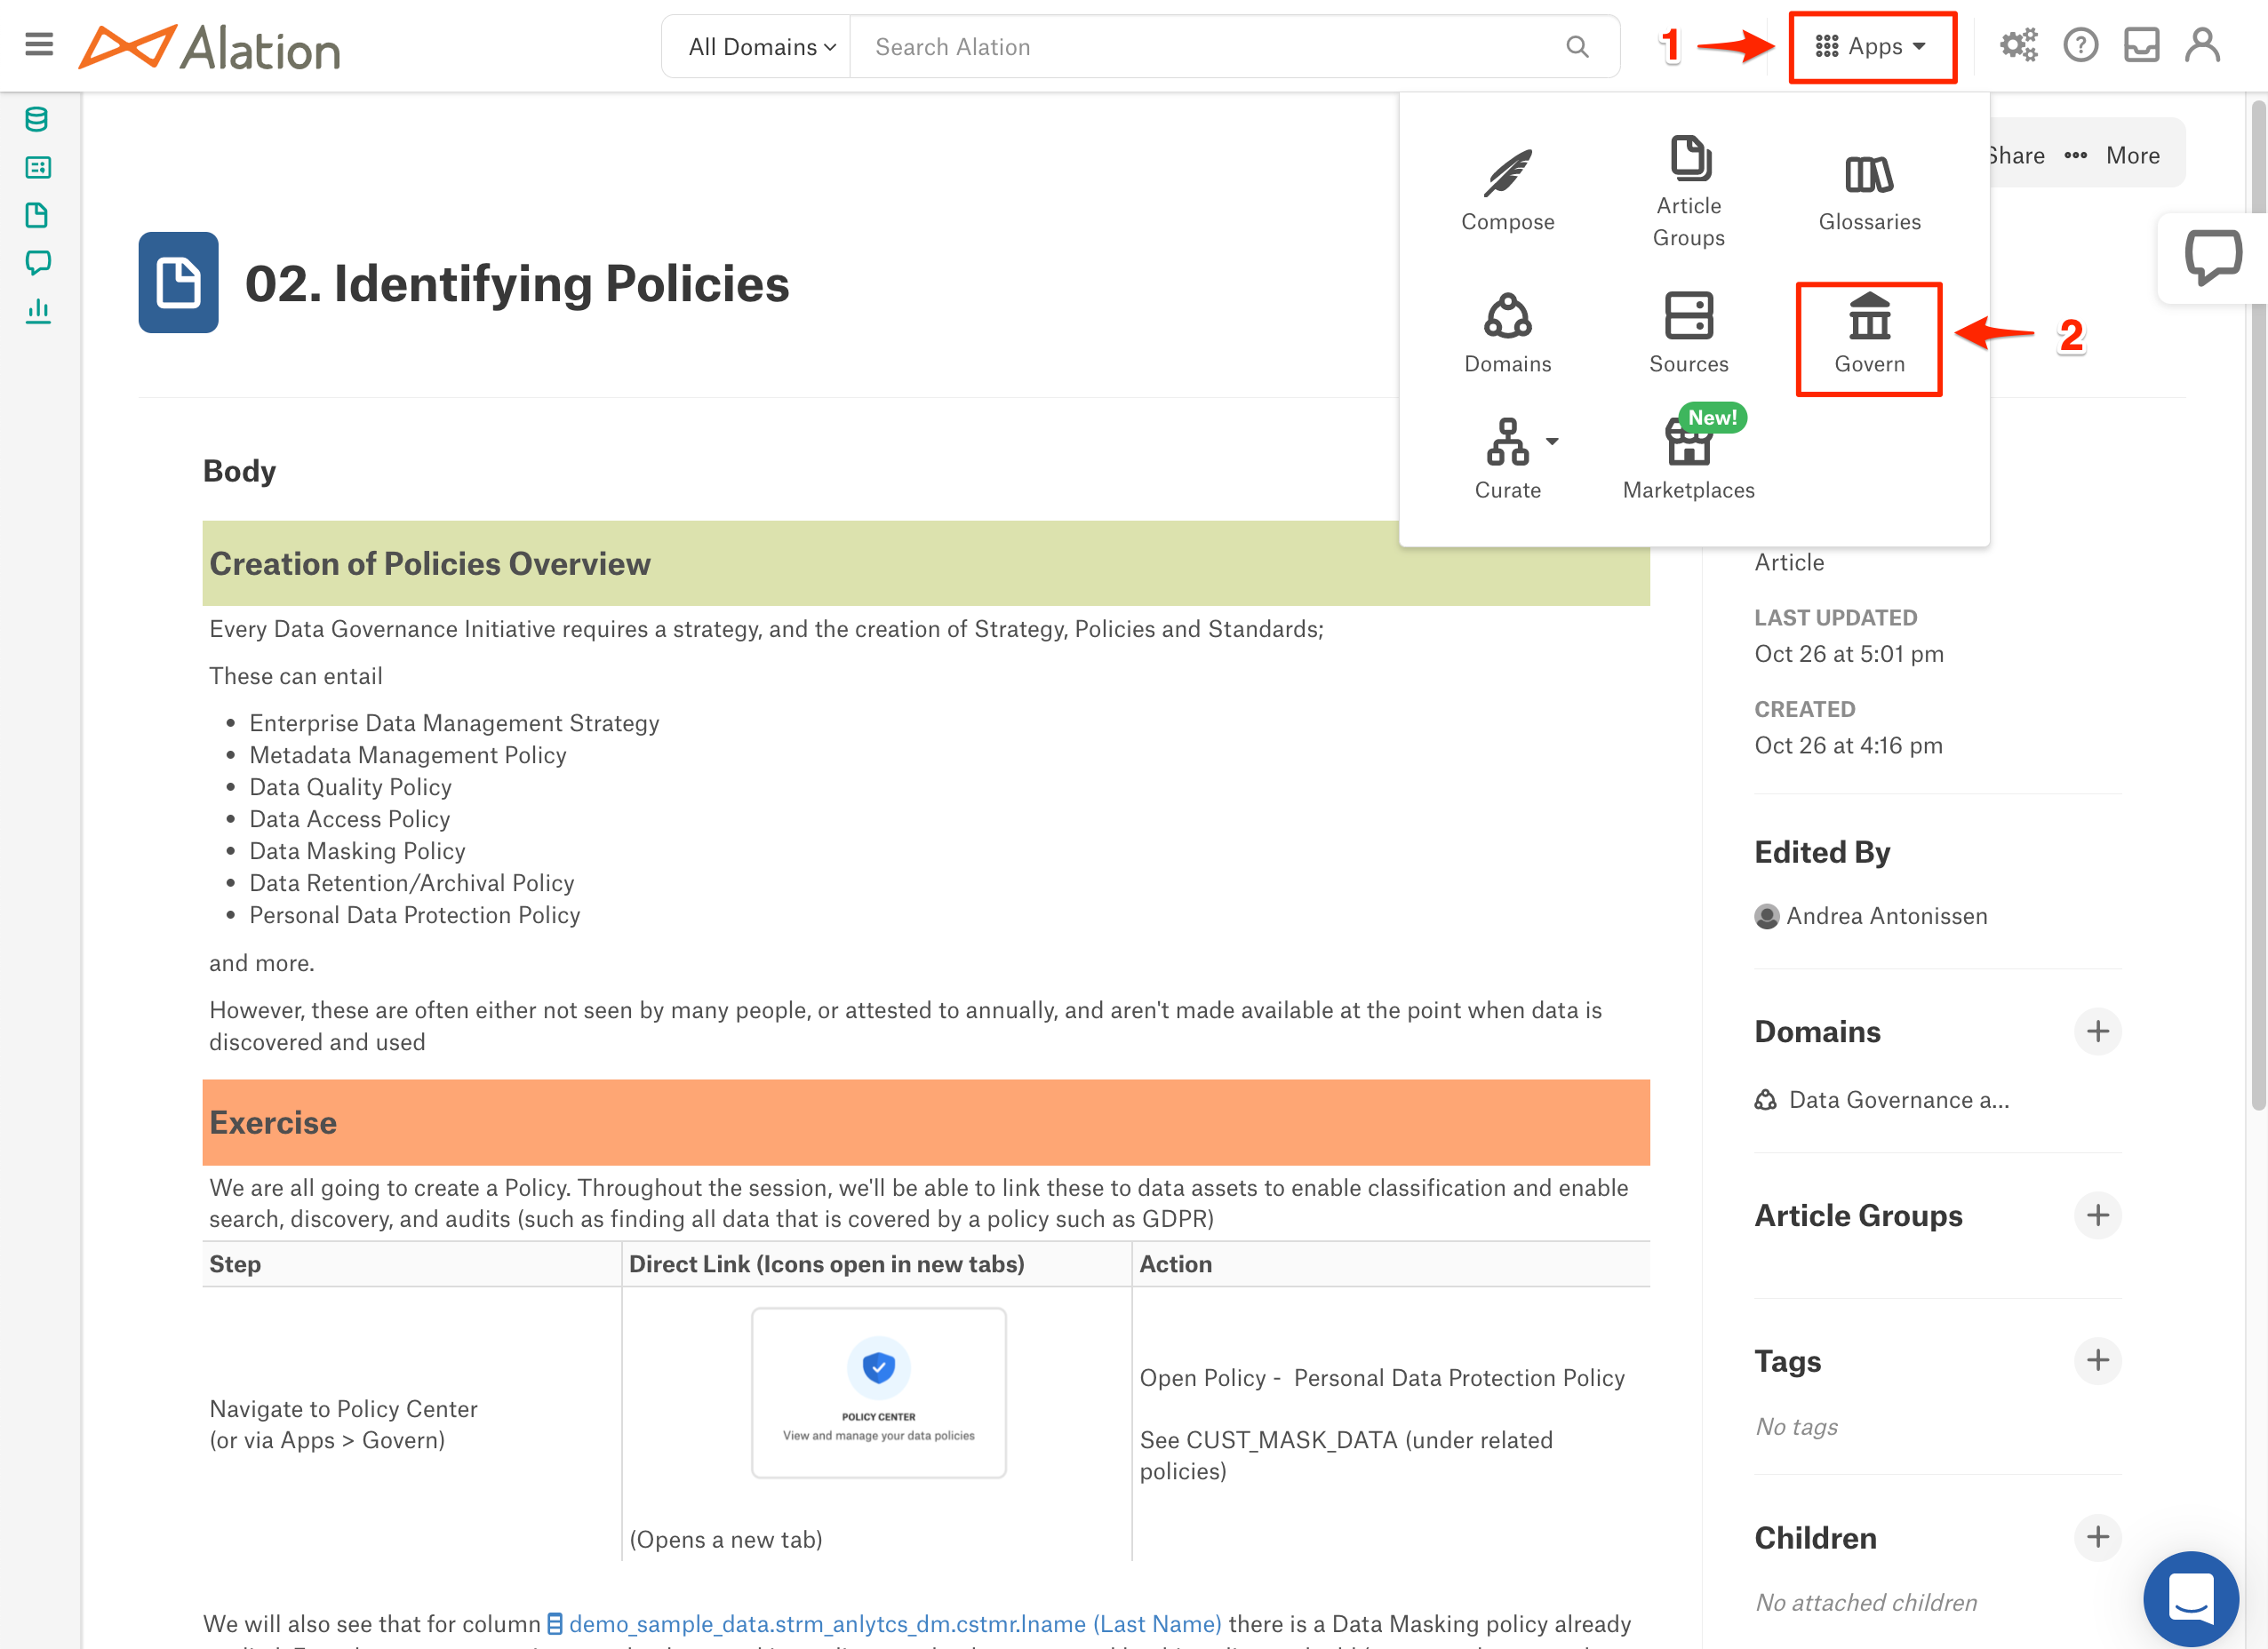 Alation
All Domains
Search Alation
1
Apps
Compose
Article
Groups
Glossaries
Domains
Sources
Govern
2
New!
Curate
Marketplaces
Share
More
02. Identifying Policies
Body
Creation of Policies Overview
Every Data Governance Initiative requires a strategy, and the creation of Strategy, Policies and Standards;
These can entail
• Enterprise Data Management Strategy
• Metadata Management Policy
• Data Quality Policy
• Data Access Policy
• Data Masking Policy
• Data Retention/Archival Policy
• Personal Data Protection Policy
and more.
However, these are often either not seen by many people, or attested to annually, and aren't made available at the point when data is
discovered and used
Exercise
We are all going to create a Policy. Throughout the session, we'll be able to link these to data assets to enable classification and enable
search, discovery, and audits (such as finding all data that is covered by a policy such as GDPR)
Step
Direct Link (Icons open in new tabs)
Action
Navigate to Policy Center
(or via Apps > Govern)
POLICY CENTER
View and manage your data policies
(Opens a new tab)
Open Policy - Personal Data Protection Policy
See CUST_MASK_DATA (under related
policies)
We will also see that for column demo_sample_data.strm_anlytcs_dm.cstmr.lname (Last Name) there is a Data Masking policy already
Article
LAST UPDATED
Oct 26 at 5:01 pm
CREATED
Oct 26 at 4:16 pm
Edited By
Andrea Antonissen
Domains
Data Governance a...
Article Groups
Tags
No tags
Children
No attached children